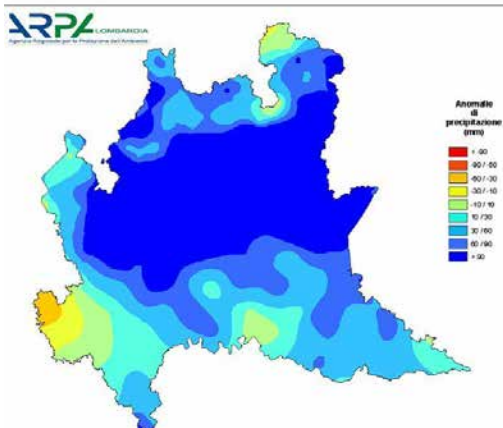 ARPA LOMBARDIA
Agenzia Regionale per la Protezione dell'Ambiente
Anomalie
di
precipitazione
(mm)
< -90
-90 / -60
-60 / -30
-30 / -10
-10 / 10
10 / 30
30 / 60
60 / 90
> 90